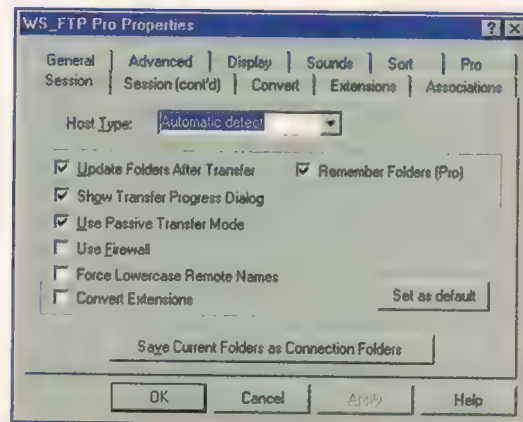 WS_FTP Pro Properties
General Advanced Display Sounds Sort Pro
Session Session (cont'd) Convert Extensions Associations
Host Type: Automatic detect
Update Folders After Transfer Remember Folders (Pro)
Show Transfer Progress Dialog
Use Passive Transfer Mode
Use Firewall
Force Lowercase Remote Names
Convert Extensions Set as default
Save Current Folders as Connection Folders
OK Cancel Apply Help